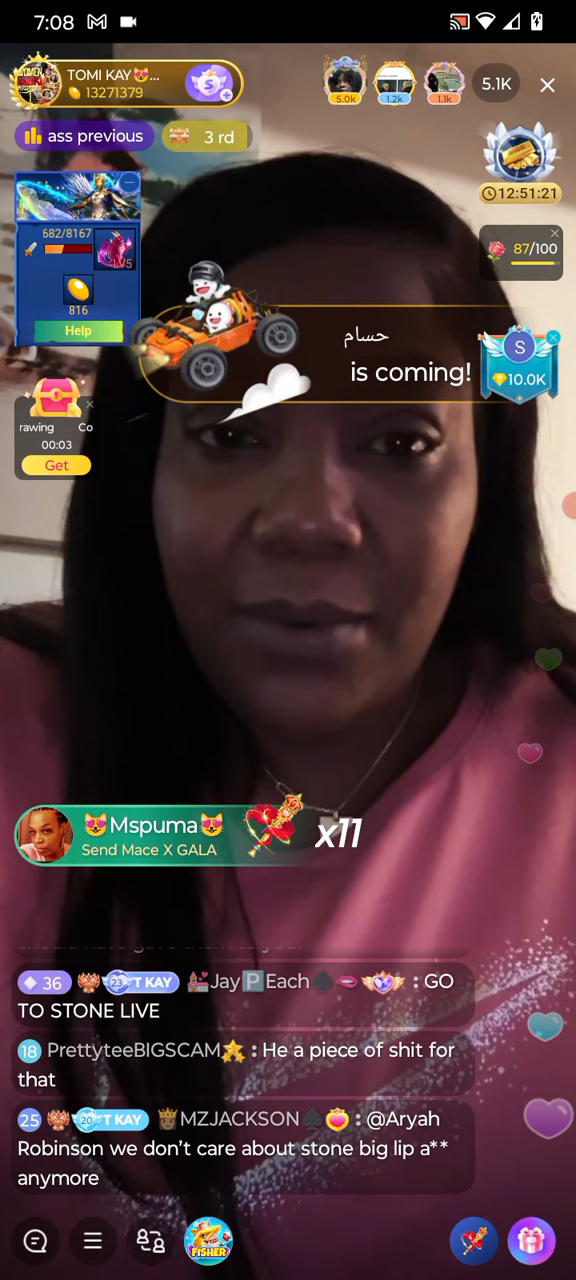 7:08
TOMI KAY😻...
13271379
S
5.0k
1.2k
1.1k
5.1K
ass previous
3 rd
12:51:21
682/8167
LV5
816
Help
87/100
حسام
is coming!
S
10.0K
rawing Co
00:03
Get
😻Mspuma😻
Send Mace X GALA
x11
36 23 T KAY 💒Jay🅿️Each♠️👄 : GO
TO STONE LIVE
18 PrettyteeBIGSCAM🌟 : He a piece of shit for
that
25 20 T KAY 🤴🏾MZJACKSON♠️ : @Aryah
Robinson we don’t care about stone big lip a**
anymore
FISHER